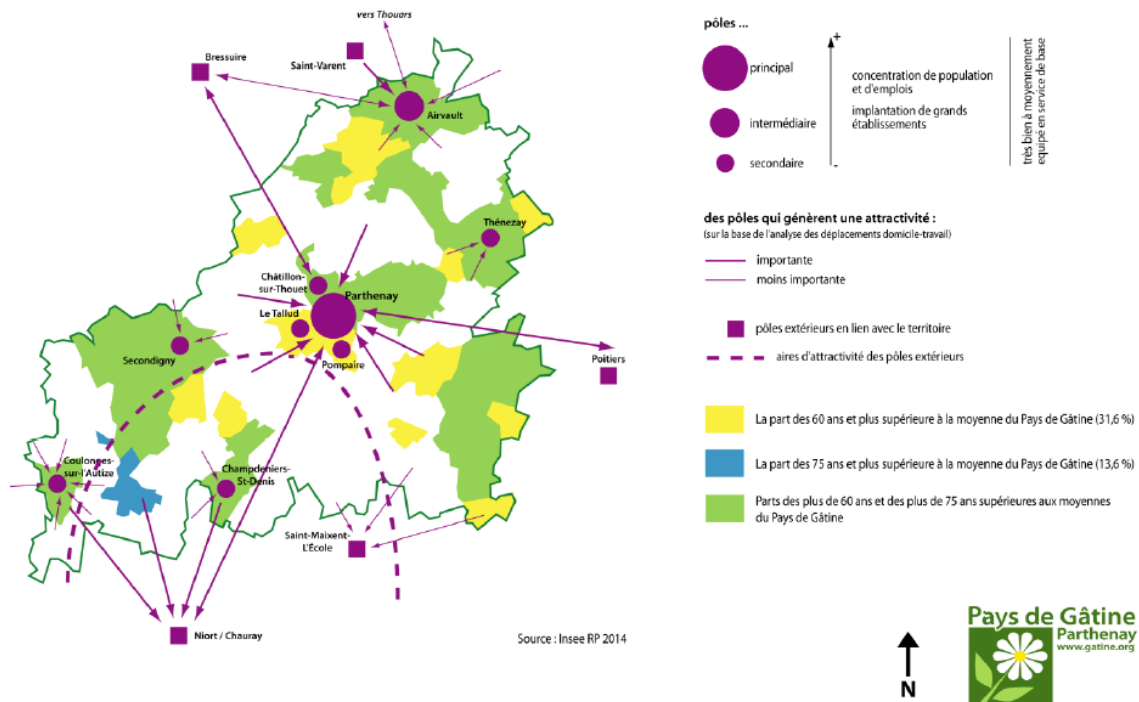 vers Thouars
Bressuire
Saint-Varent
Airvault
Thénezay
Châtillon-
sur-Thouet
Parthenay
Le Tallud
Pompaire
Secondigny
Poitiers
Coulonges-
sur-l'Autize
Champdeniers-
St-Denis
Saint-Maixent-
L'École
Niort / Chauray
Source : Insee RP 2014
pôles ...
principal
intermédiaire
secondaire
+
-
concentration de population
et d'emplois
implantation de grands
établissements
très bien à moyennement
equipé en service de base
des pôles qui génèrent une attractivité :
(sur la base de l'analyse des déplacements domicile-travail)
importante
moins importante
pôles extérieurs en lien avec le territoire
aires d'attractivité des pôles extérieurs
La part des 60 ans et plus supérieure à la moyenne du Pays de Gâtine (31,6 %)
La part des 75 ans et plus supérieure à la moyenne du Pays de Gâtine (13,6 %)
Parts des plus de 60 ans et des plus de 75 ans supérieures aux moyennes
du Pays de Gâtine
N
Pays de Gâtine
Parthenay
www.gatine.org